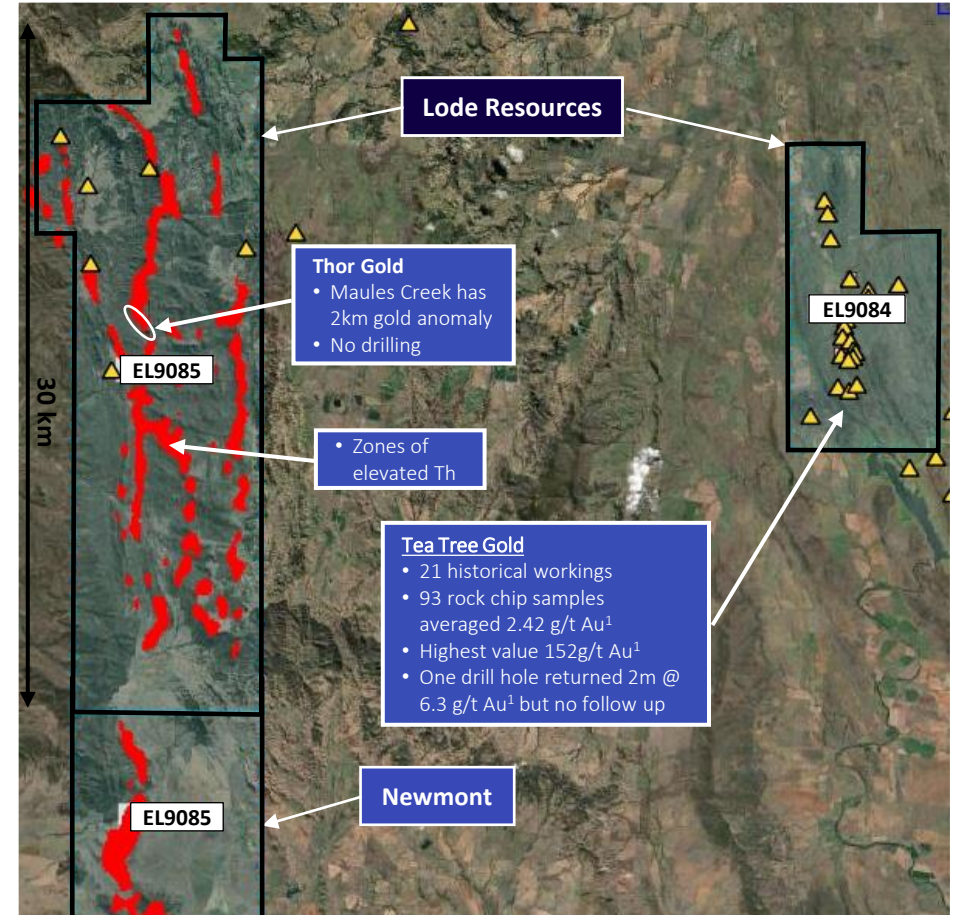 Lode Resources
Thor Gold
• Maules Creek has
2km gold anomaly
• No drilling
EL9084
EL9085
30 km
• Zones of
elevated Th
Tea Tree Gold
• 21 historical workings
• 93 rock chip samples
averaged 2.42 g/t Au¹
• Highest value 152g/t Au¹
• One drill hole returned 2m @
6.3 g/t Au¹ but no follow up
Newmont
EL9085